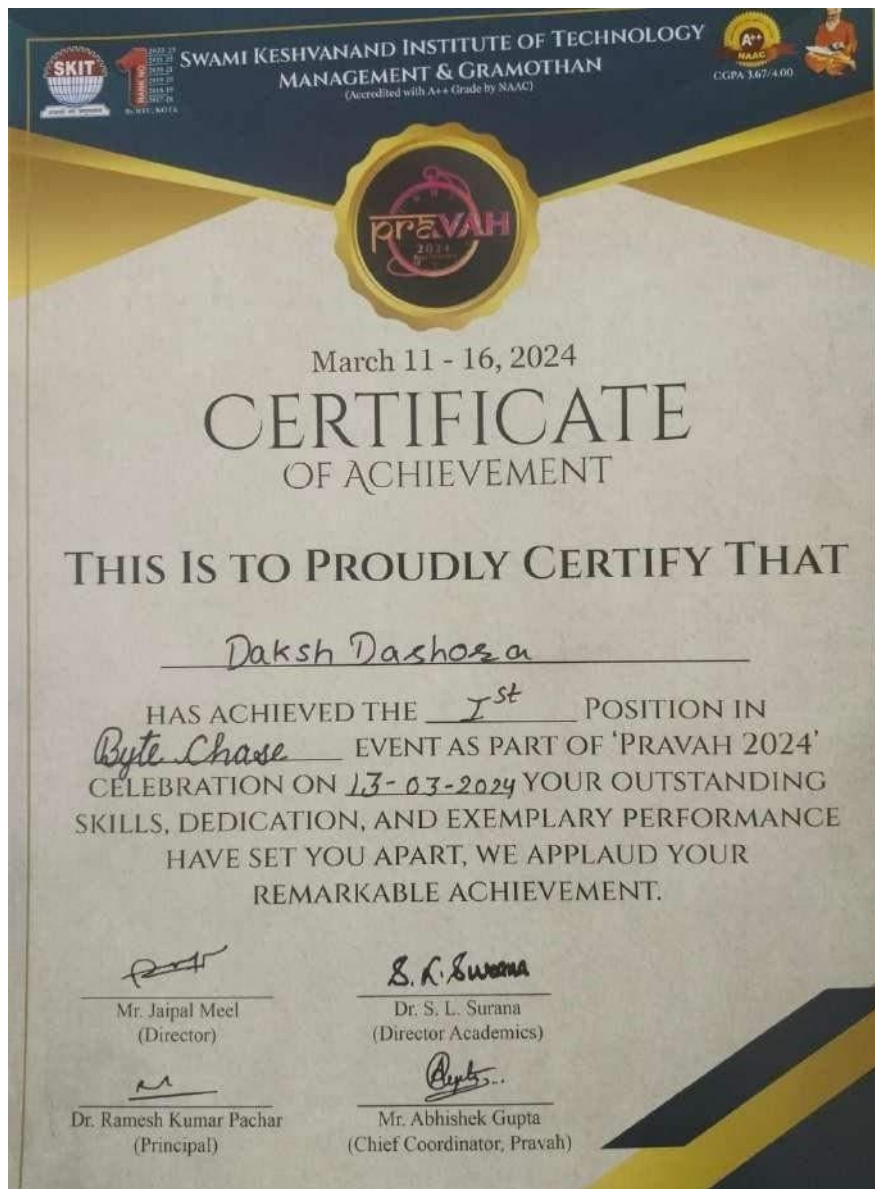 SKIT
1
RANK NO.
SWAMI KESHVANAND INSTITUTE OF TECHNOLOGY
MANAGEMENT & GRAMOTHAN
(Accredited with A++ Grade by NAAC)
A++
NAAC
CGPA 3.67/4.00
pravah
2024
March 11 - 16, 2024
CERTIFICATE
OF ACHIEVEMENT
THIS IS TO PROUDLY CERTIFY THAT
Daksh Dashora
HAS ACHIEVED THE Ist POSITION IN
Byte Chase EVENT AS PART OF ‘PRAVAH 2024’
CELEBRATION ON 13-03-2024 YOUR OUTSTANDING
SKILLS, DEDICATION, AND EXEMPLARY PERFORMANCE
HAVE SET YOU APART, WE APPLAUD YOUR
REMARKABLE ACHIEVEMENT.
S. L. Surana
Mr. Jaipal Meel
(Director)
Dr. S. L. Surana
(Director Academics)
Dr. Ramesh Kumar Pachar
(Principal)
Mr. Abhishek Gupta
(Chief Coordinator, Pravah)